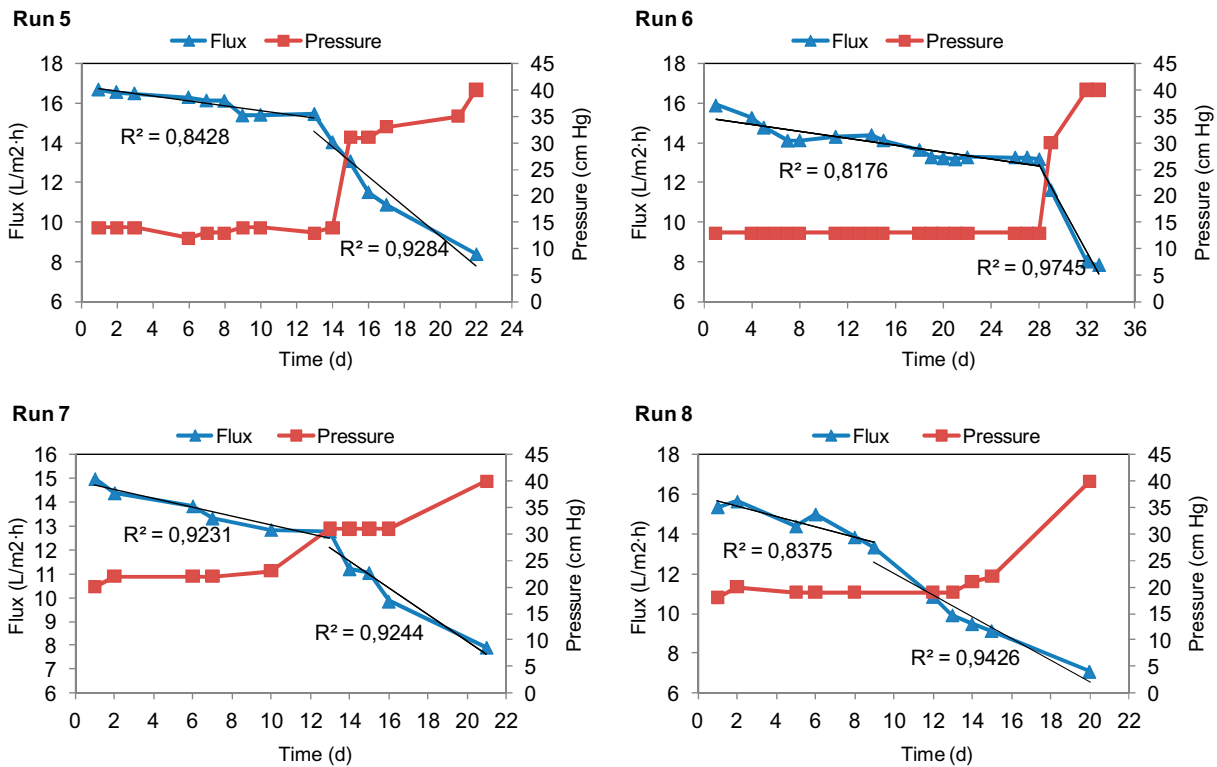 Run 5
Flux Pressure
18
16
14
12
10
8
6
45
40
35
30
25
20
15
10
5
0
0 2 4 6 8 10 12 14 16 18 20 22 24
Flux (L/m2·h)
Pressure (cm Hg)
Time (d)
R² = 0,8428
R² = 0,9284
Run 6
Flux Pressure
18
16
14
12
10
8
6
45
40
35
30
25
20
15
10
5
0
0 4 8 12 16 20 24 28 32 36
Flux (L/m2·h)
Pressure (cm Hg)
Time (d)
R² = 0,8176
R² = 0,9745
Run 7
Flux Pressure
16
15
14
13
11
10
9
8
7
6
45
40
35
30
25
20
15
10
5
0
0 2 4 6 8 10 12 14 16 18 20 22
Flux (L/m2·h)
Pressure (cm Hg)
Time (d)
R² = 0,9231
R² = 0,9244
Run 8
Flux Pressure
18
16
14
12
10
8
6
45
40
35
30
25
20
15
10
5
0
0 2 4 6 8 10 12 14 16 18 20 22
Flux (L/m2·h)
Pressure (cm Hg)
Time (d)
R² = 0,8375
R² = 0,9426